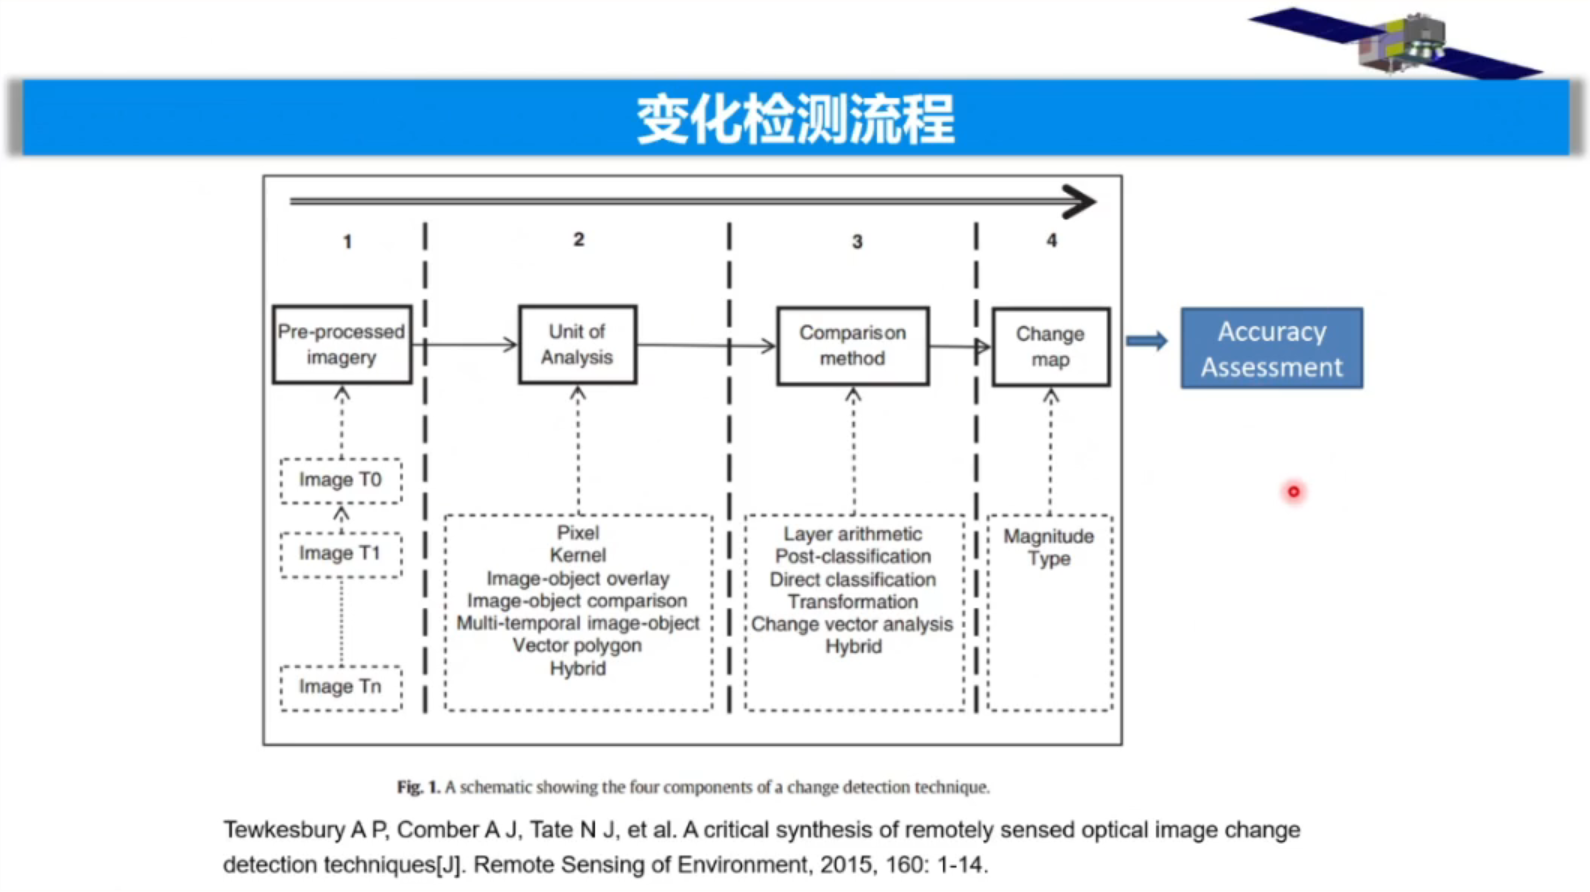 变化检测流程
1
2
3
4
Pre-processed
imagery
Unit of
Analysis
Comparison
method
Change
map
Accuracy
Assessment
Image T0
Image T1
Image Tn
Pixel
Kernel
Image-object overlay
Image-object comparison
Multi-temporal image-object
Vector polygon
Hybrid
Layer arithmetic
Post-classification
Direct classification
Transformation
Change vector analysis
Hybrid
Magnitude
Type
Fig. 1. A schematic showing the four components of a change detection technique.
Tewkesbury A P, Comber A J, Tate N J, et al. A critical synthesis of remotely sensed optical image change
detection techniques[J]. Remote Sensing of Environment, 2015, 160: 1-14.